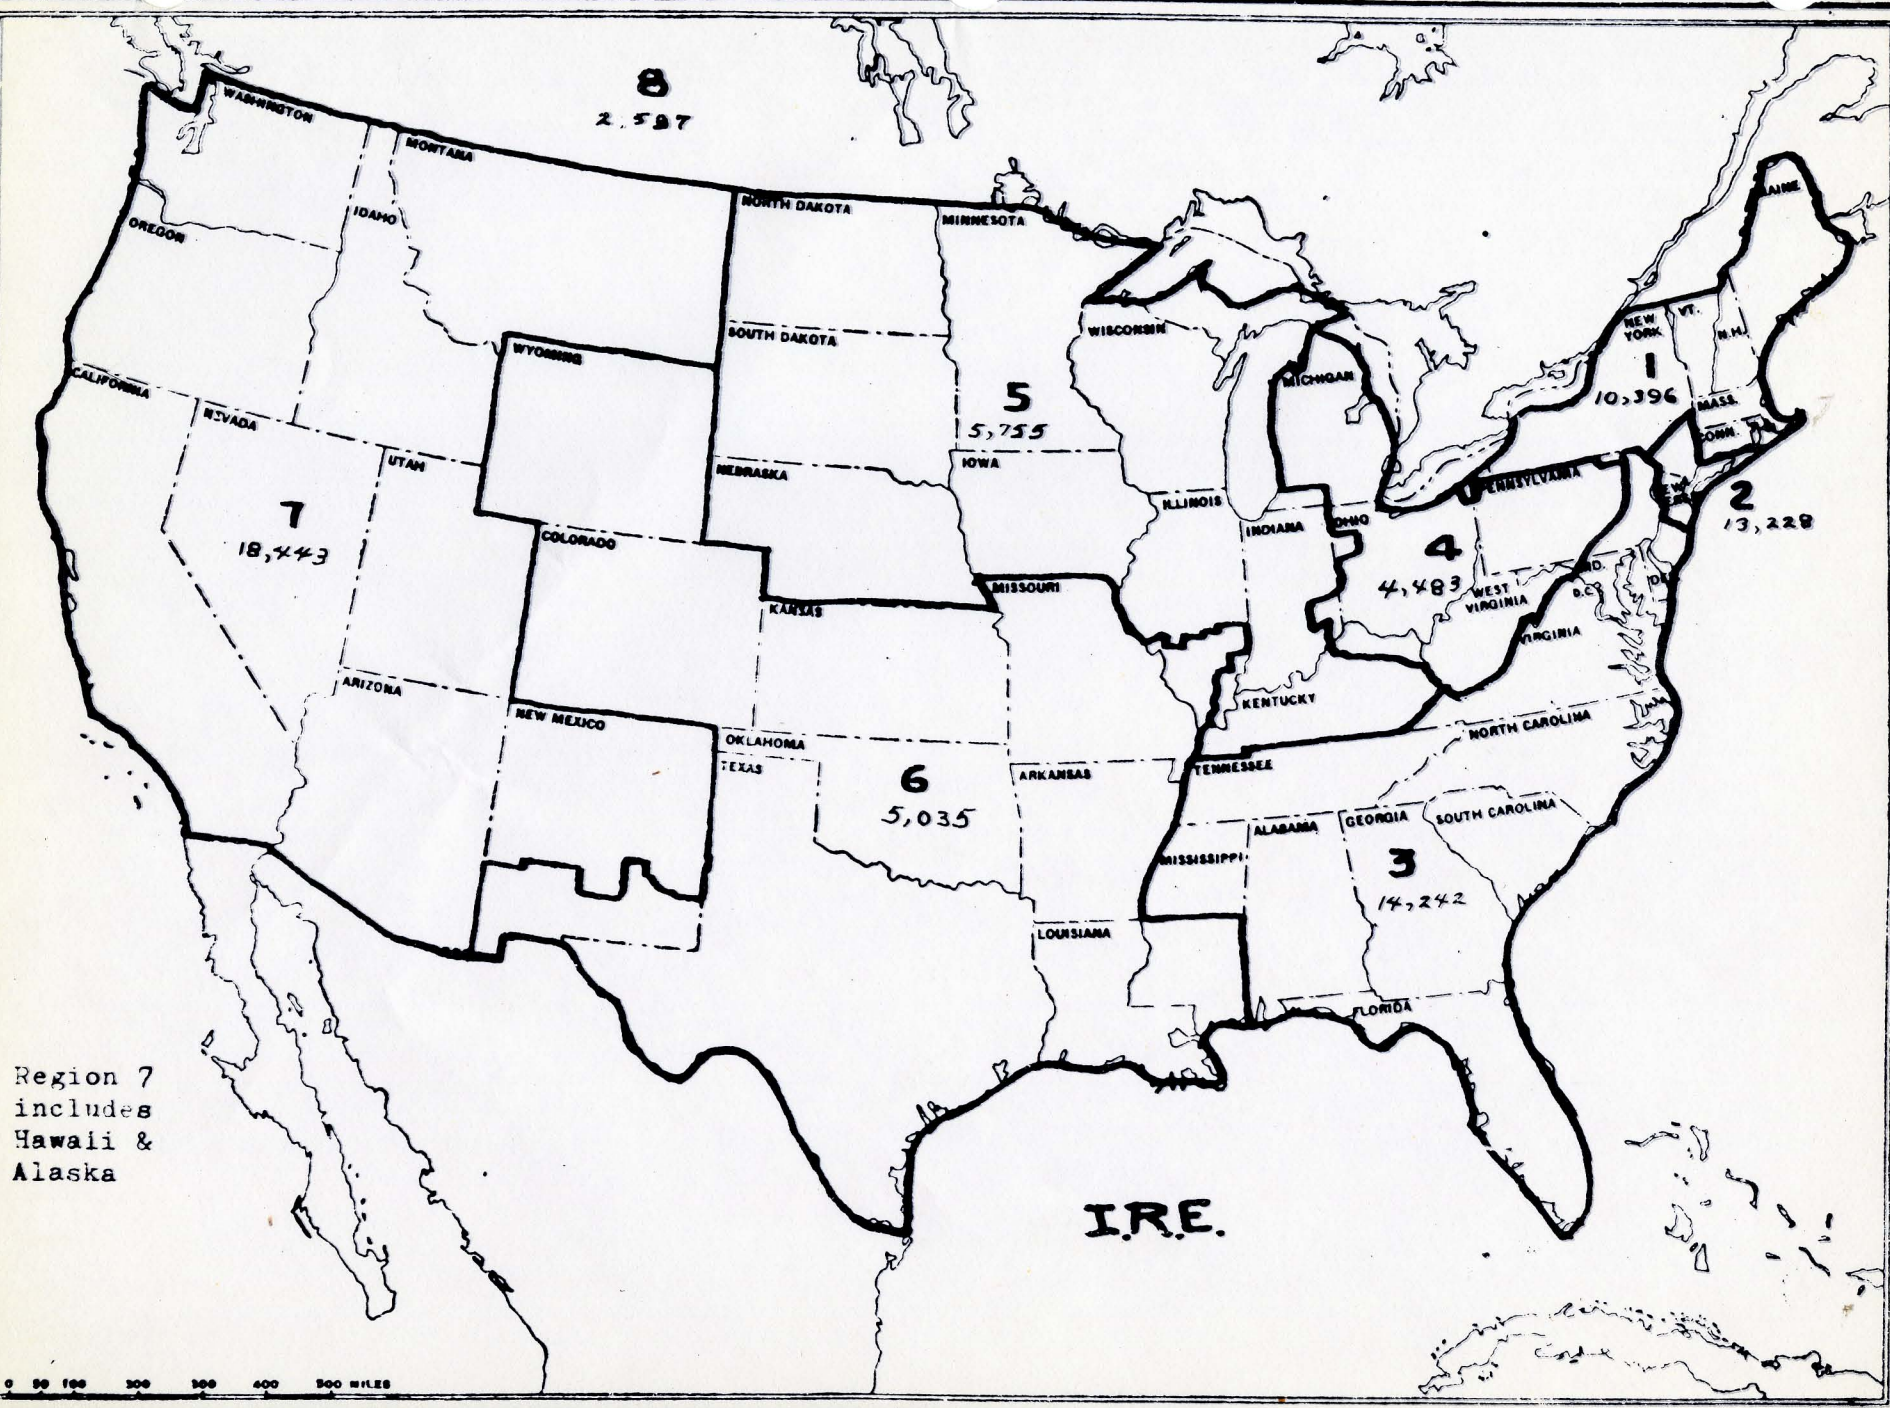 8
2,587
WASHINGTON
MONTANA
NORTH DAKOTA
MINNESOTA
MAINE
IDAHO
OREGON
SOUTH DAKOTA
WISCONSIN
NEW
YORK
VT.
N.H.
WYOMING
CALIFORNIA
NEVADA
MICHIGAN
1
10,396
MASS.
5
5,755
CONN.
UTAH
NEBRASKA
IOWA
ILLINOIS
INDIANA
OHIO
PENNSYLVANIA
2
13,228
7
18,443
COLORADO
4
4,483
WEST
VIRGINIA
MD.
D.C.
DEL
MISSOURI
KANSAS
VIRGINIA
ARIZONA
NEW MEXICO
KENTUCKY
NORTH CAROLINA
OKLAHOMA
TEXAS
6
5,035
ARKANSAS
TENNESSEE
ALABAMA
GEORGIA
SOUTH CAROLINA
MISSISSIPPI
3
14,242
LOUISIANA
FLORIDA
Region 7
includes
Hawaii &
Alaska
I.R.E.
0 50 100 200 300 400 500 MILES